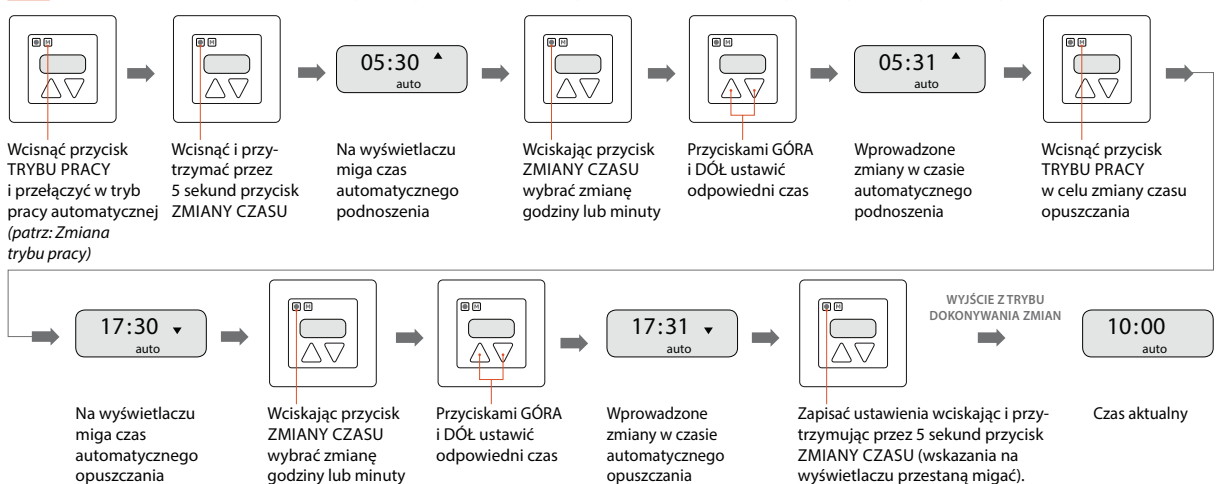 M
Wcisnąć przycisk
TRYBU PRACY
i przełączyć w tryb
pracy automatycznej
(patrz: Zmiana
trybu pracy)
M
Wcisnąć i przy-
trzymać przez
5 sekund przycisk
ZMIANY CZASU
05:30 ▲
auto
Na wyświetlaczu
miga czas
automatycznego
podnoszenia
M
Wciskając przycisk
ZMIANY CZASU
wybrać zmianę
godziny lub minuty
M
Przyciskami GÓRA
i DÓŁ ustawić
odpowiedni czas
05:31 ▲
auto
Wprowadzone
zmiany w czasie
automatycznego
podnoszenia
M
Wcisnąć przycisk
TRYBU PRACY
w celu zmiany czasu
opuszczania
17:30 ▼
auto
Na wyświetlaczu
miga czas
automatycznego
opuszczania
M
Wciskając przycisk
ZMIANY CZASU
wybrać zmianę
godziny lub minuty
M
Przyciskami GÓRA
i DÓŁ ustawić
odpowiedni czas
17:31 ▼
auto
Wprowadzone
zmiany w czasie
automatycznego
opuszczania
M
Zapisać ustawienia wciskając i przy-
trzymując przez 5 sekund przycisk
ZMIANY CZASU (wskazania na
wyświetlaczu przestaną migać).
WYJŚCIE Z TRYBU
DOKONYWANIA ZMIAN
10:00
auto
Czas aktualny